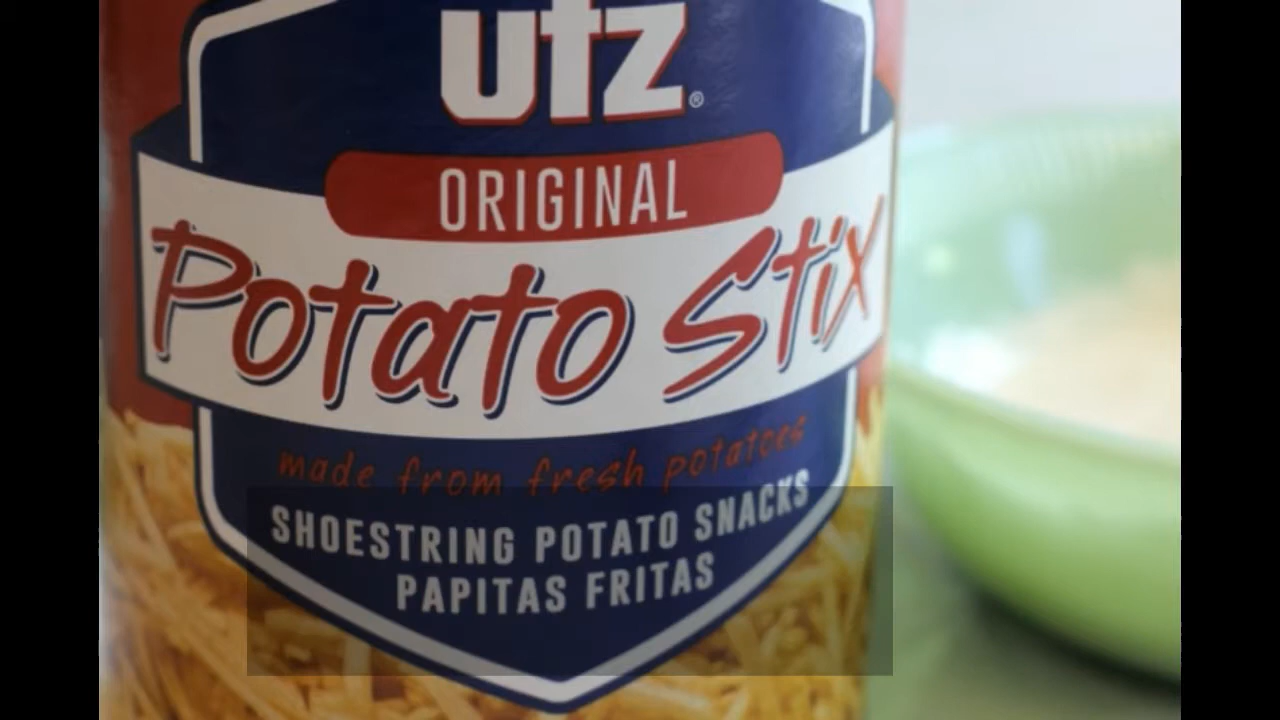 utz®
ORIGINAL
Potato Stix
made from fresh potatoes
SHOESTRING POTATO SNACKS
PAPITAS FRITAS